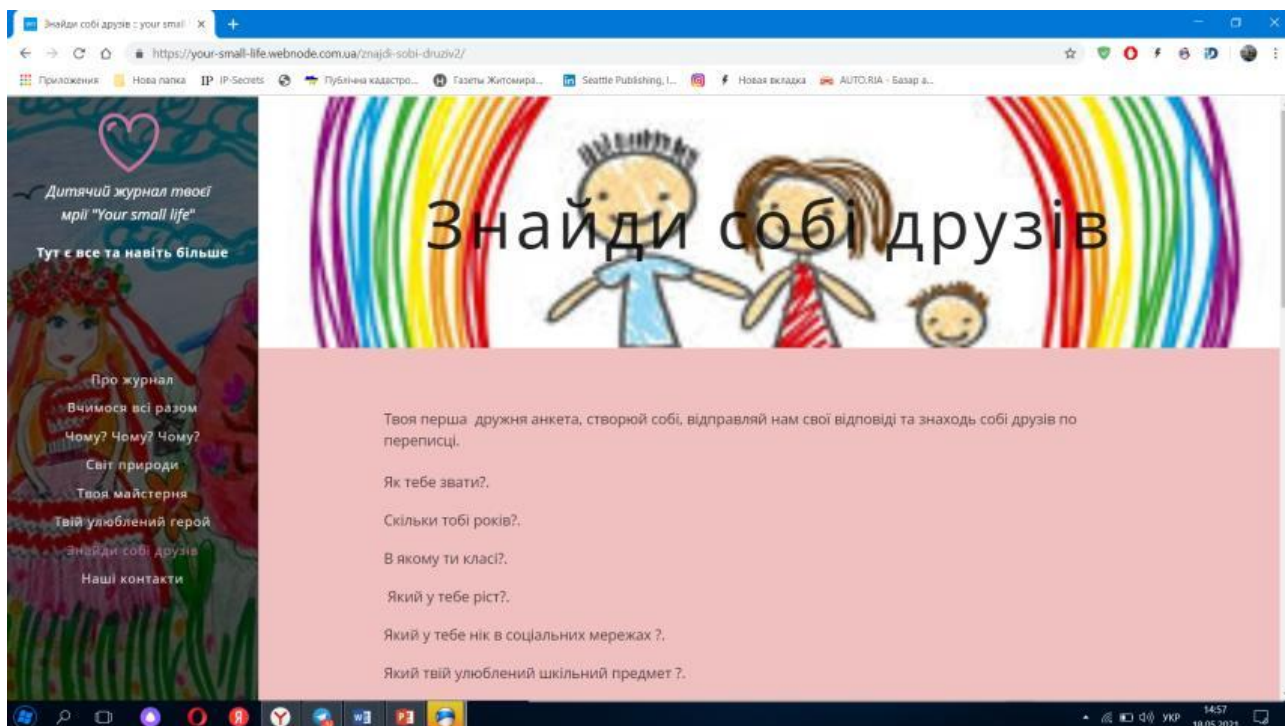 Знайди собі друзів :: your small
https://your-small-life.webnode.com.ua/znajdi-sobi-druziv2/
Приложения
Нова папка
IP IP-Secrets
Публічна кадастро...
Газеты Житомира...
Seattle Publishing, I...
Новая вкладка
AUTO.RIA - Базар а...
Дитячий журнал твоєї
мрії "Your small life"
Тут є все та навіть більше
Про журнал
Вчимося всі разом
Чому? Чому? Чому?
Світ природи
Твоя майстерня
Твій улюблений герой
Знайди собі друзів
Наші контакти
Знайди собі друзів
Твоя перша дружня анкета, створюй собі, відправляй нам свої відповіді та знаходь собі друзів по
переписці.
Як тебе звати?.
Скільки тобі років?.
В якому ти класі?.
Який у тебе ріст?.
Який у тебе нік в соціальних мережах ?.
Який твій улюблений шкільний предмет ?.
УКР
14:57
18.05.2021